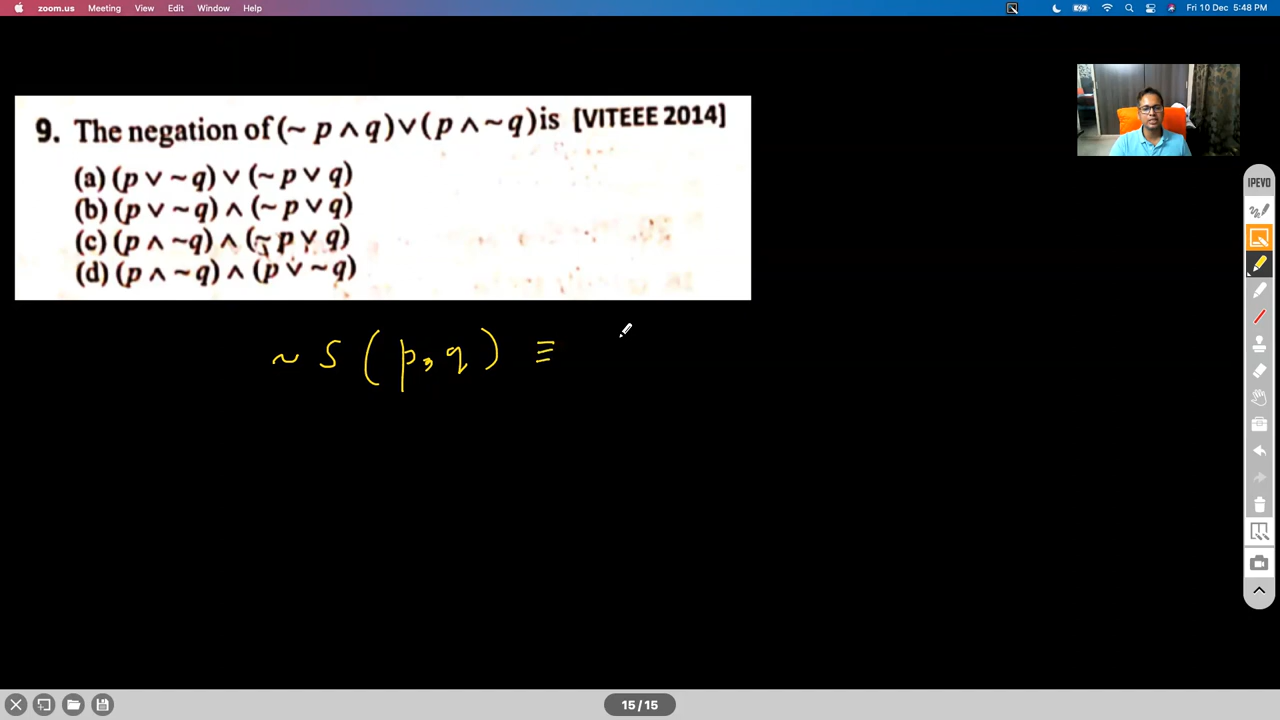 zoom.us Meeting View Edit Window Help Fri 10 Dec 5:48 PM
9. The negation of (~ p ∧ q) ∨ (p ∧ ~ q) is [VITEEE 2014]
(a) (p ∨ ~ q) ∨ (~ p ∨ q)
(b) (p ∨ ~ q) ∧ (~ p ∨ q)
(c) (p ∧ ~q) ∧ (~ p ∨ q)
(d) (p ∧ ~ q) ∧ (p ∨ ~ q)
~ S ( p, q ) ≡
IPEVO
15/15